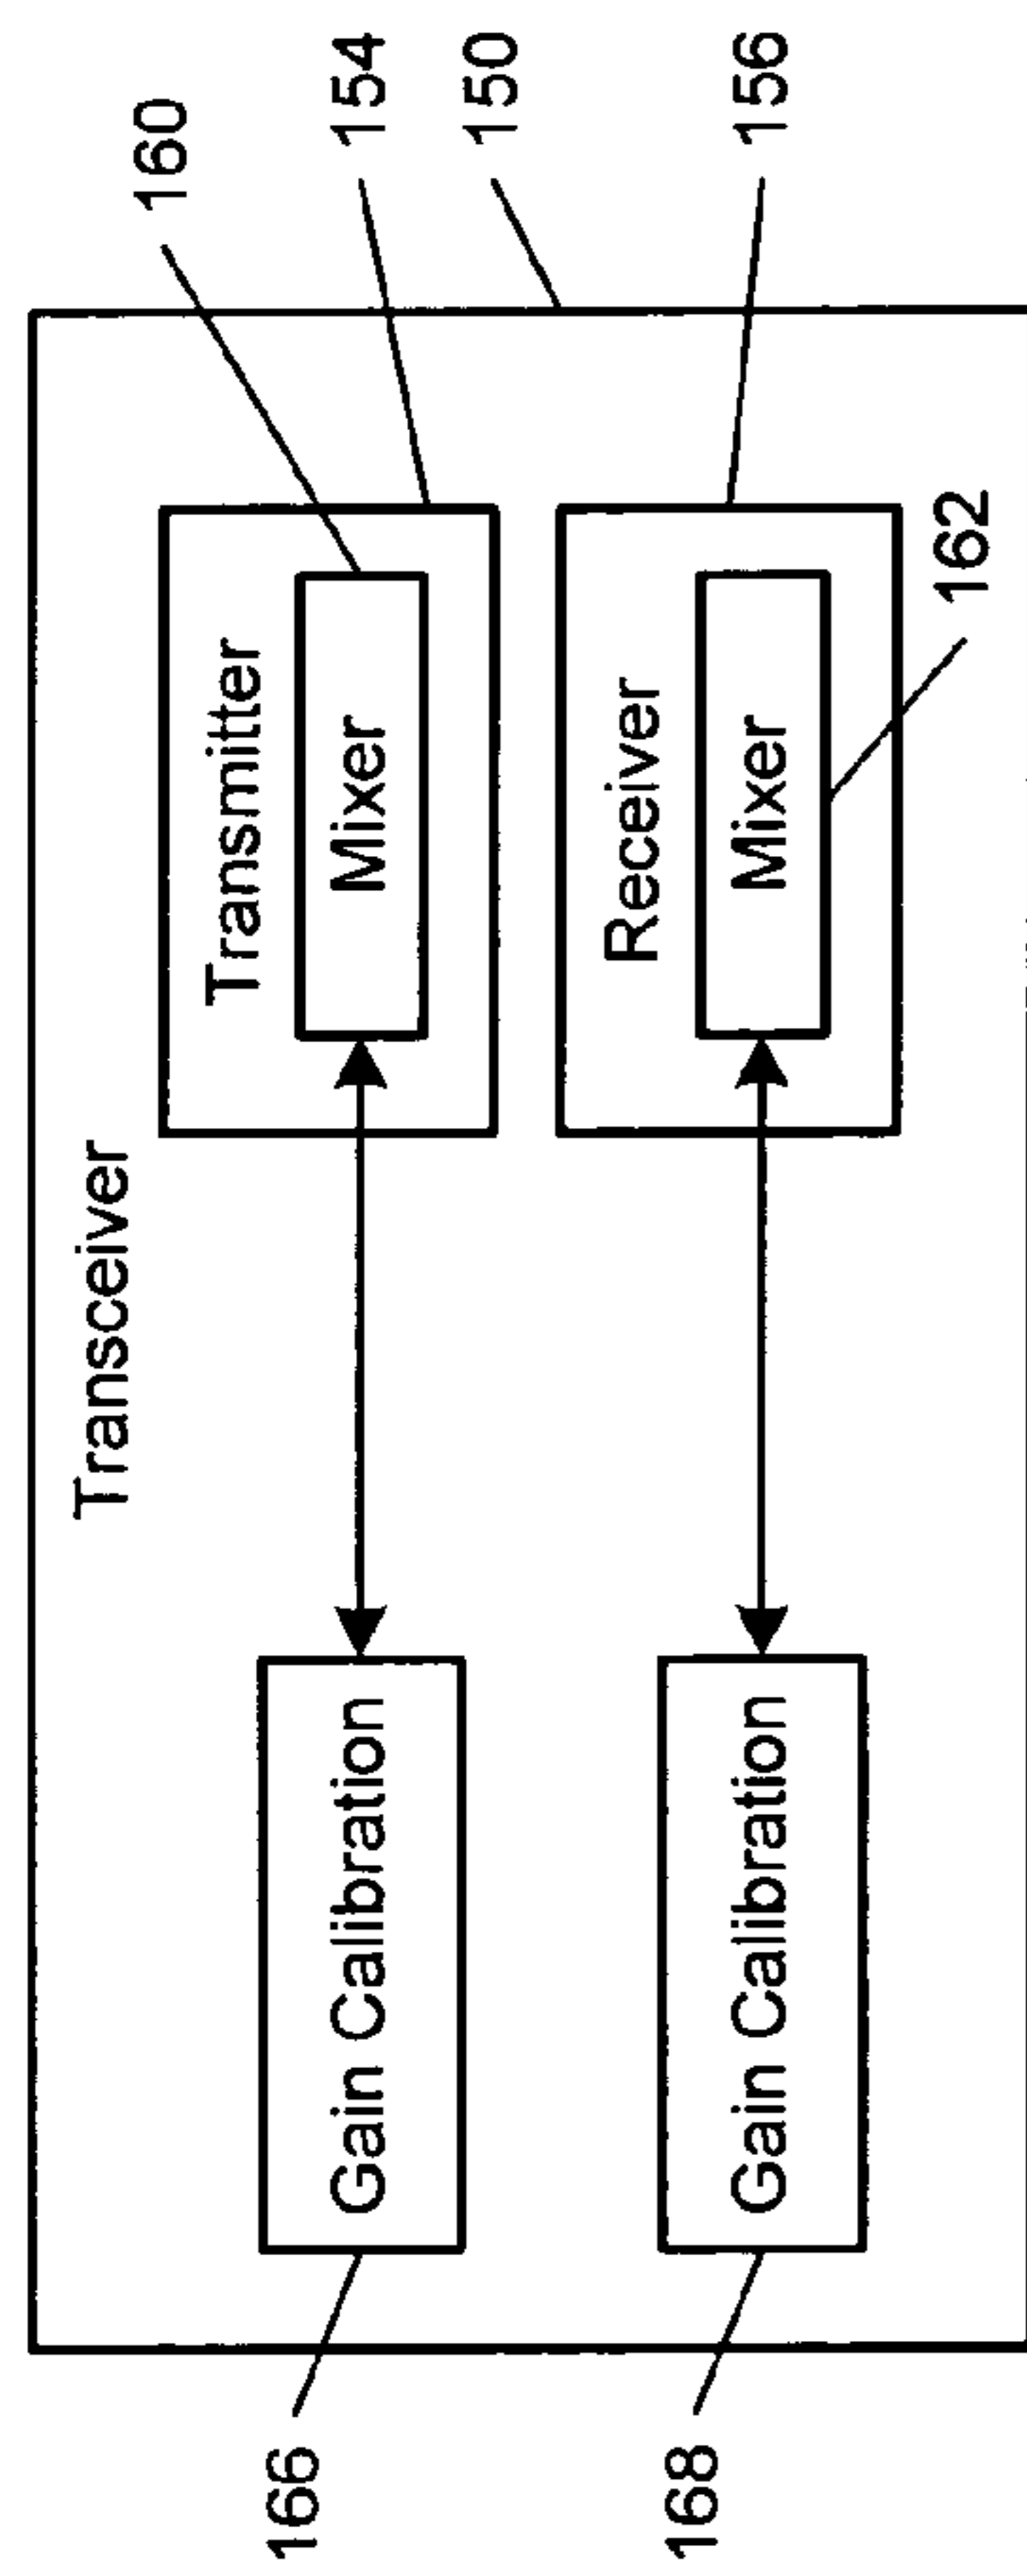 Transceiver
166
Gain Calibration
Transmitter
Mixer
160
154
150
168
Gain Calibration
Receiver
Mixer
156
162